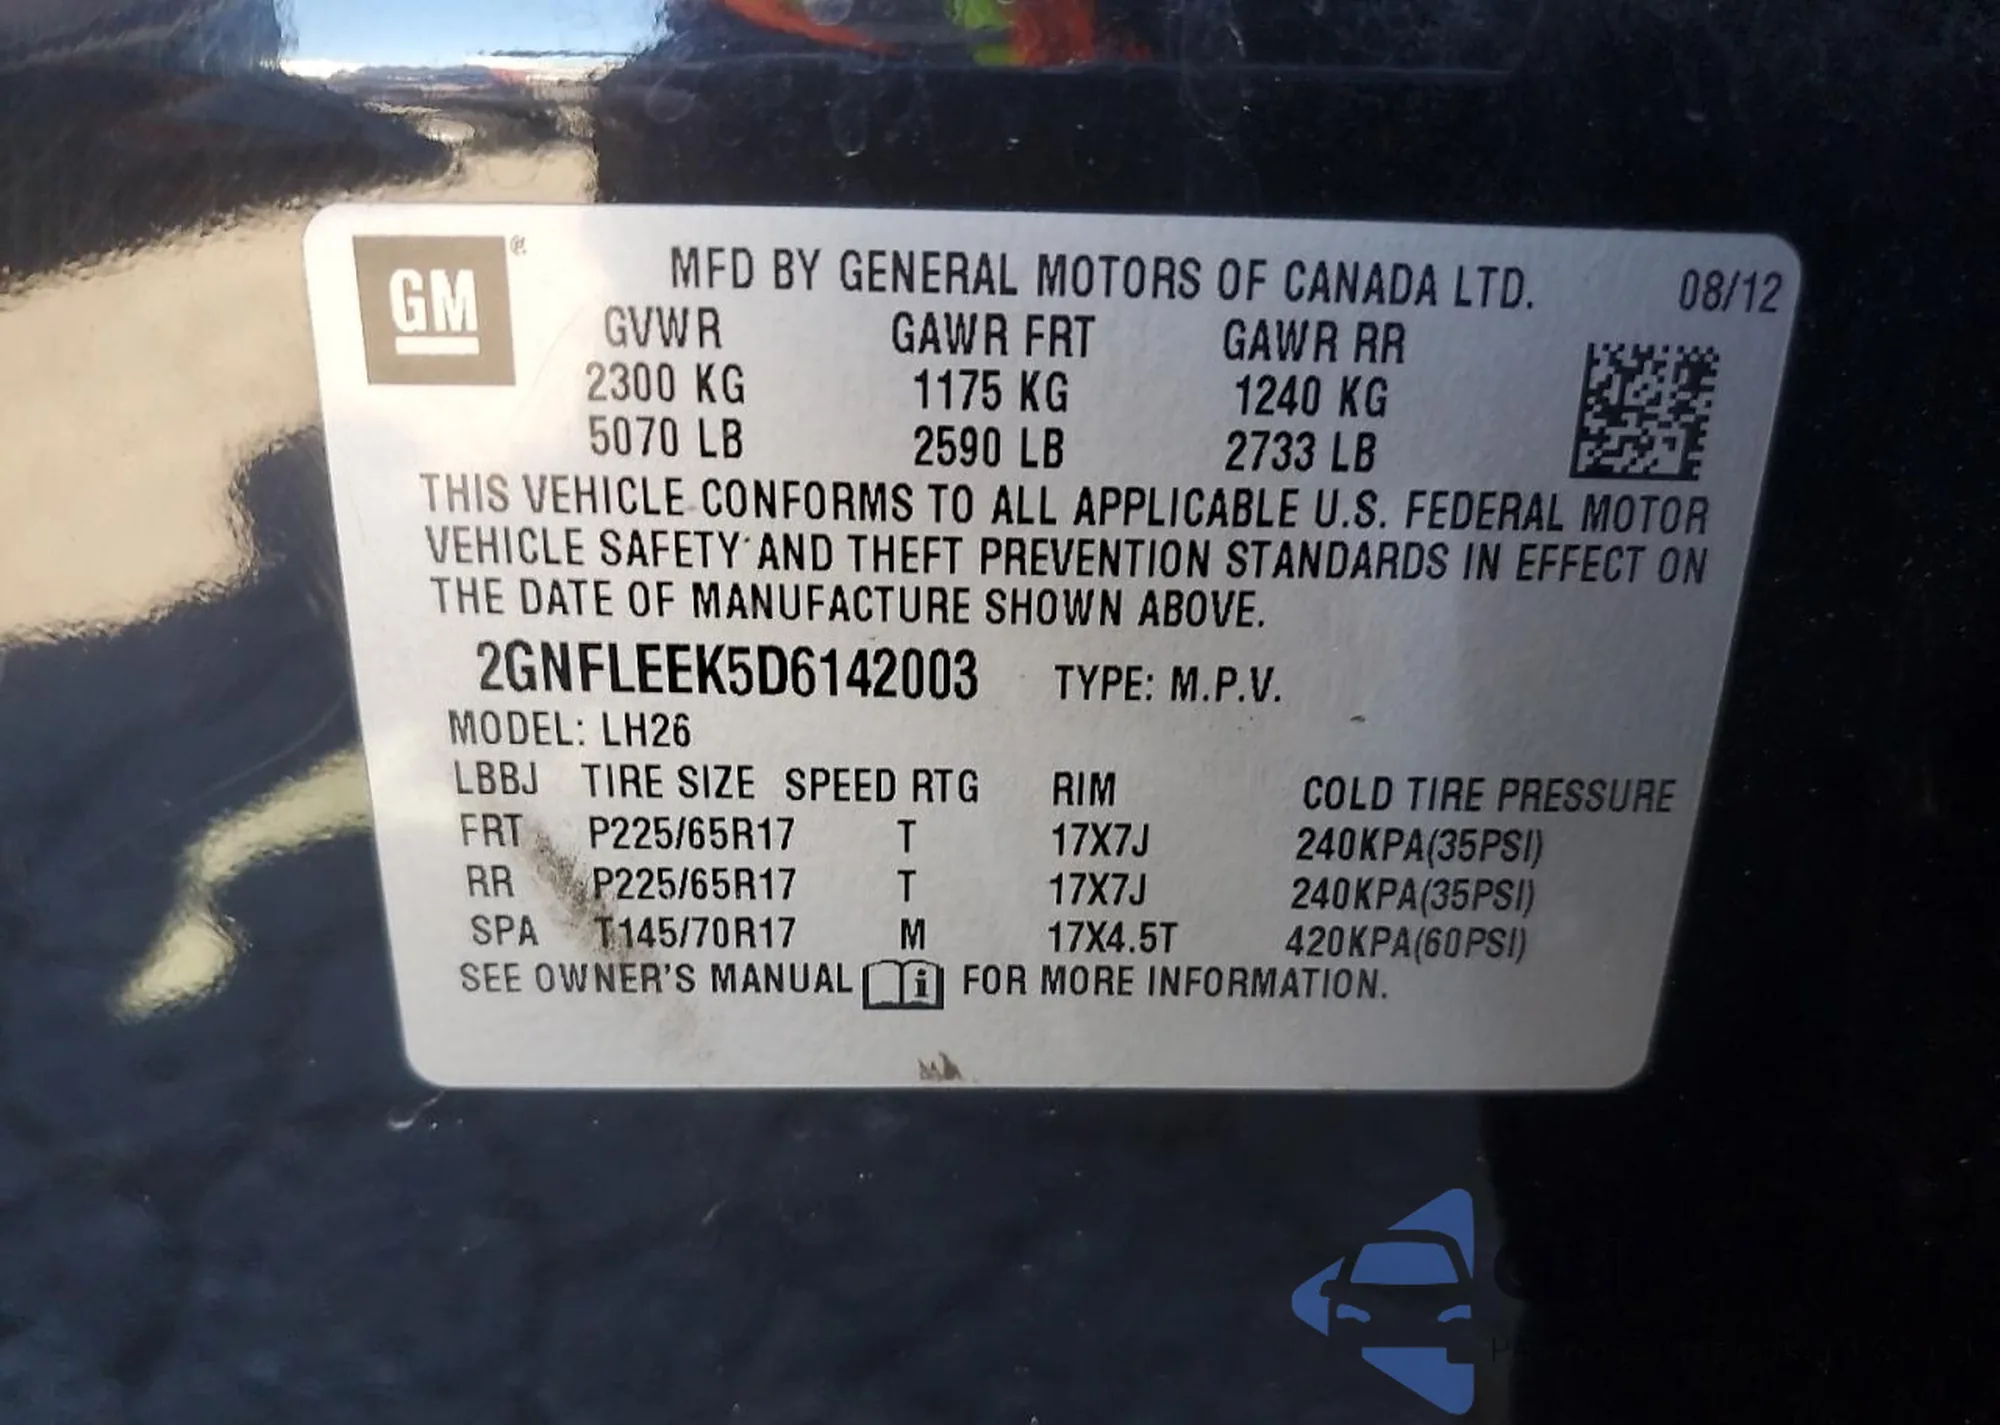 GM ®
MFD BY GENERAL MOTORS OF CANADA LTD. 08/12
GVWR GAWR FRT GAWR RR
2300 KG 1175 KG 1240 KG
5070 LB 2590 LB 2733 LB
THIS VEHICLE CONFORMS TO ALL APPLICABLE U.S. FEDERAL MOTOR
VEHICLE SAFETY AND THEFT PREVENTION STANDARDS IN EFFECT ON
THE DATE OF MANUFACTURE SHOWN ABOVE.
2GNFLEEK5D6142003 TYPE: M.P.V.
MODEL: LH26
LBBJ TIRE SIZE SPEED RTG RIM COLD TIRE PRESSURE
FRT P225/65R17 T 17X7J 240KPA(35PSI)
RR P225/65R17 T 17X7J 240KPA(35PSI)
SPA T145/70R17 M 17X4.5T 420KPA(60PSI)
SEE OWNER'S MANUAL i FOR MORE INFORMATION.